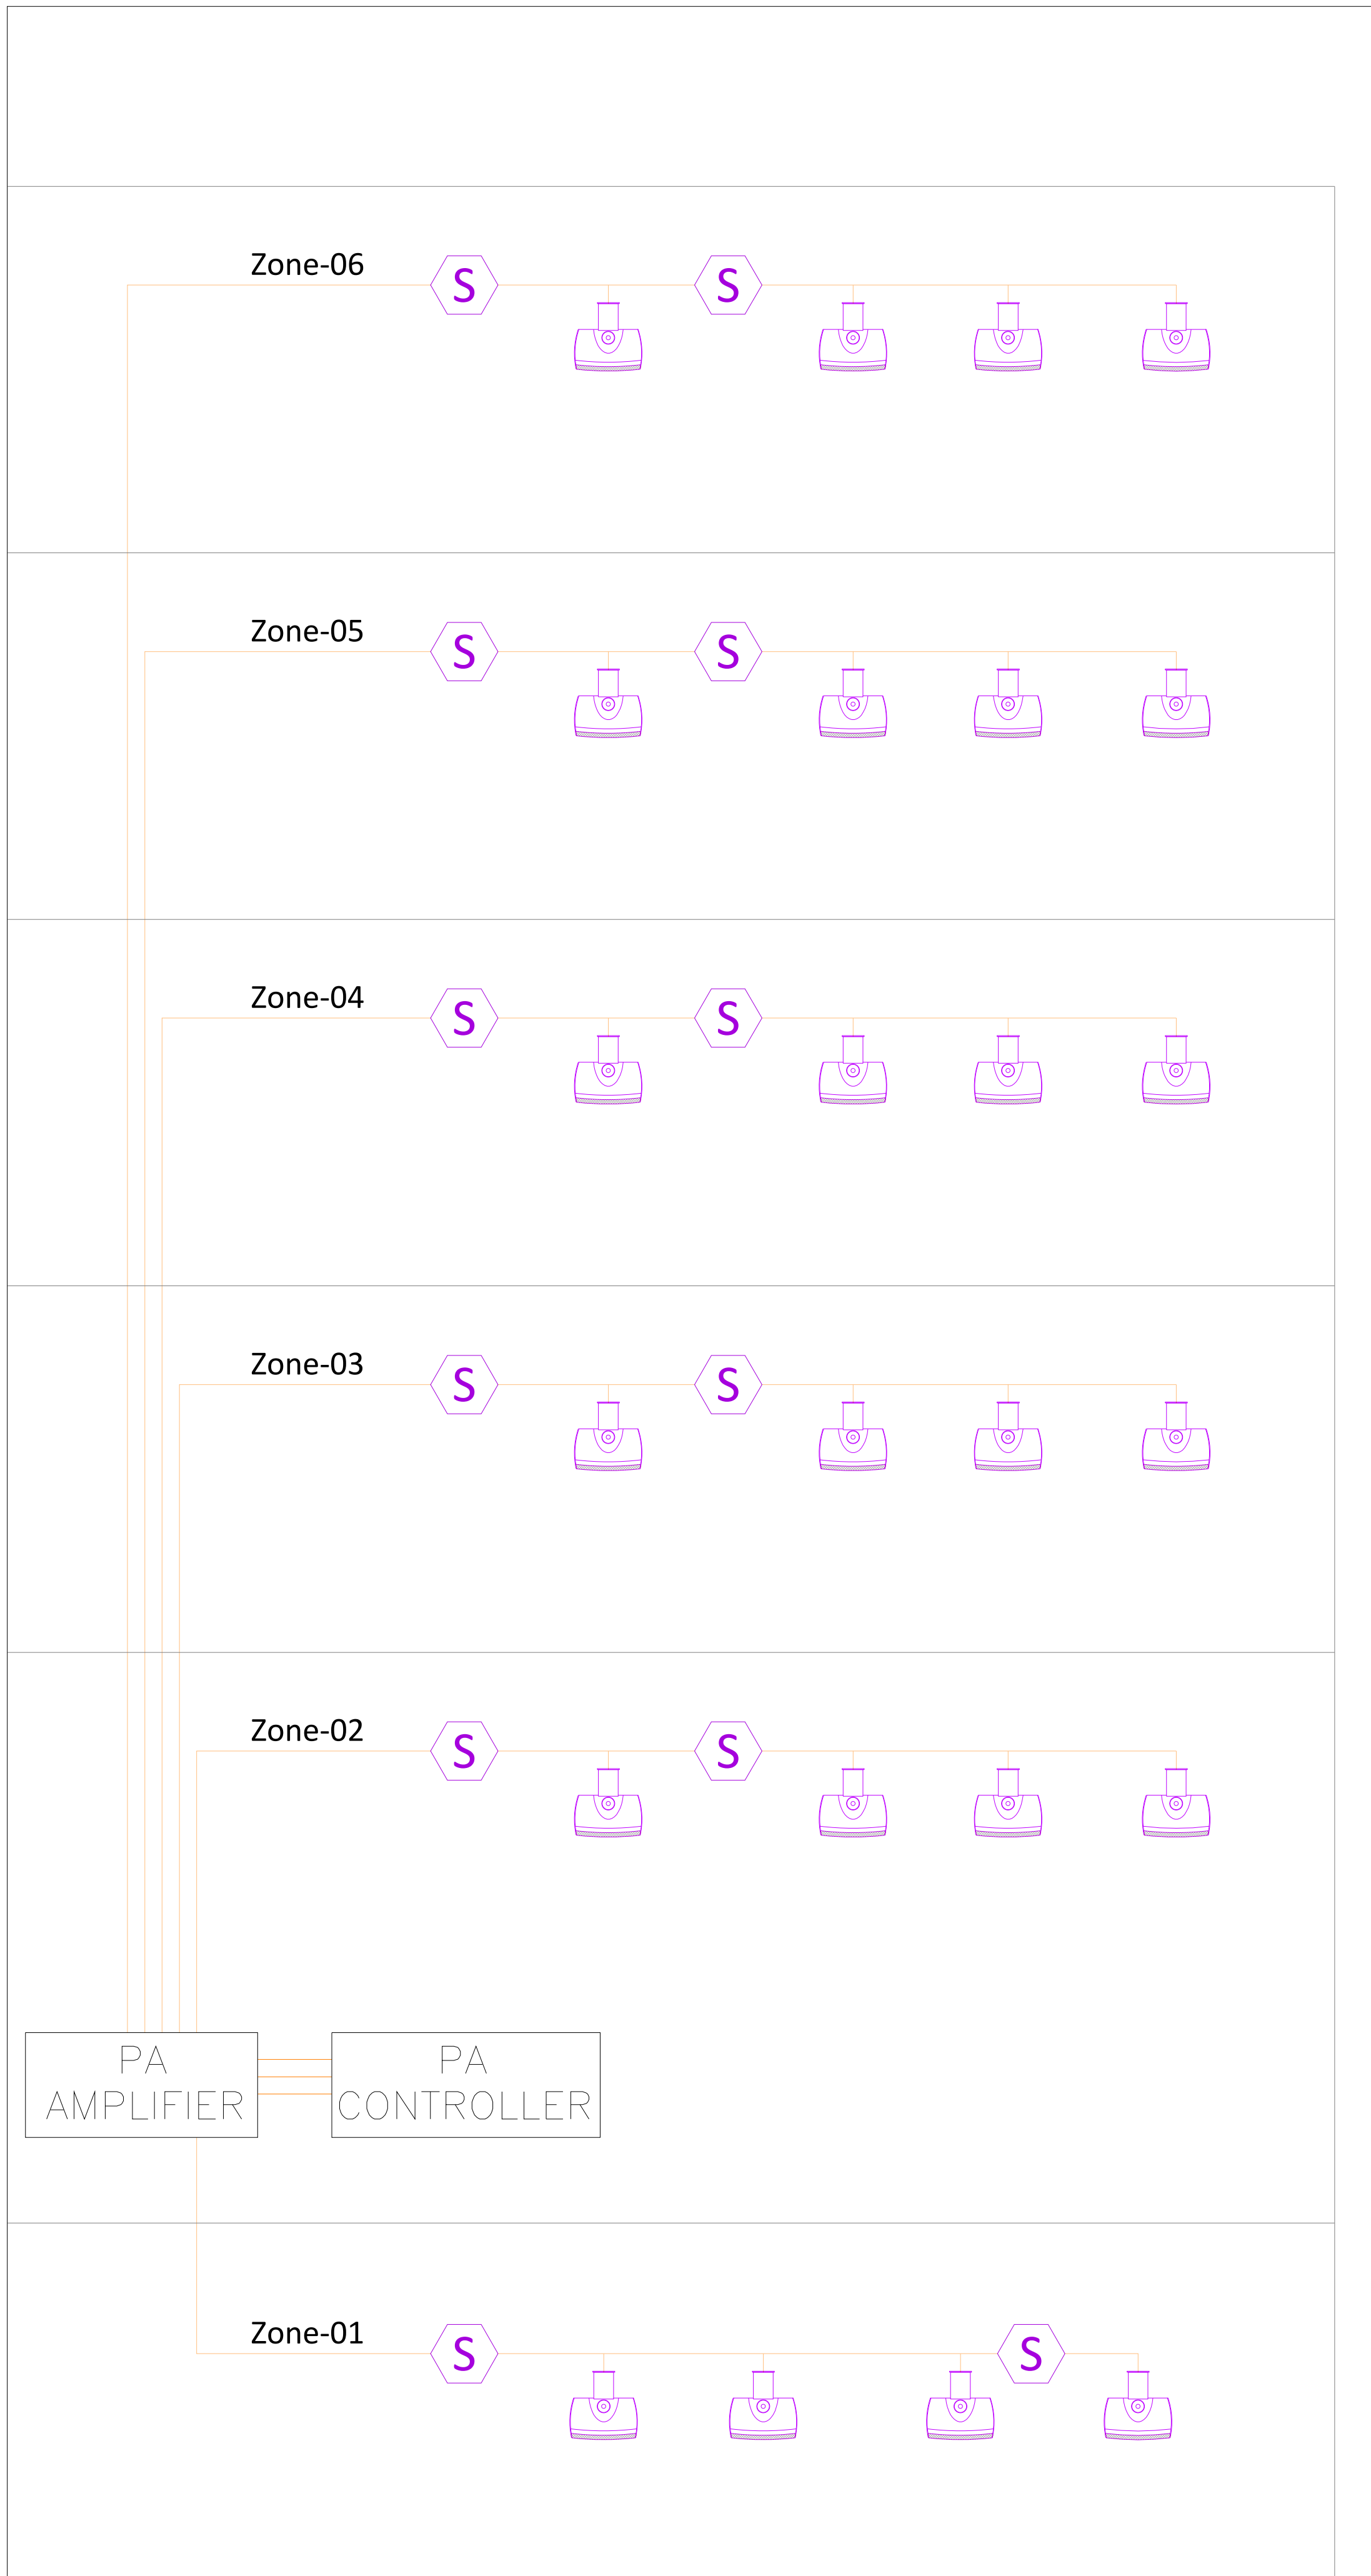 Zone-06
S S
Zone-05
S S
Zone-04
S S
Zone-03
S S
Zone-02
S S
PA
AMPLIFIER
PA
CONTROLLER
Zone-01
S S